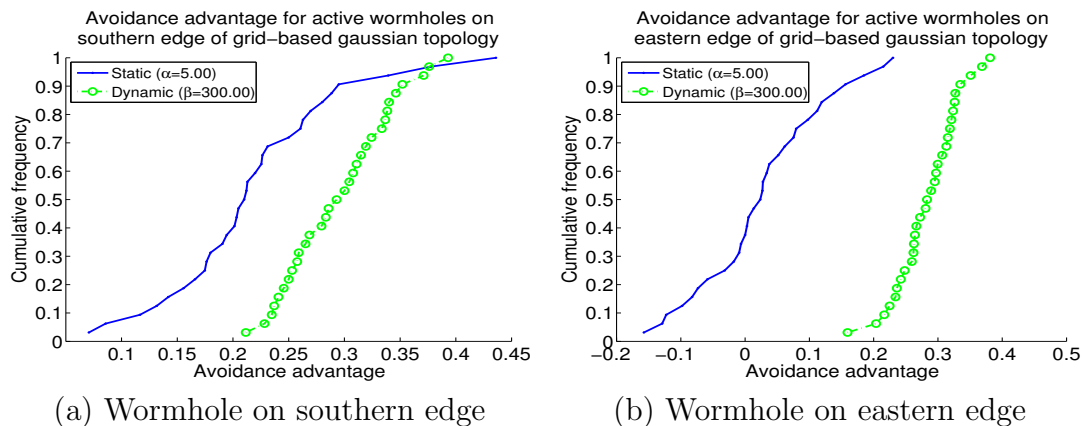 Avoidance advantage for active wormholes on
southern edge of grid−based gaussian topology
1
0.9
0.8
0.7
0.6
0.5
0.4
0.3
0.2
0.1
0
Cumulative frequency
Static (α=5.00)
Dynamic (β=300.00)
0.1 0.15 0.2 0.25 0.3 0.35 0.4 0.45
Avoidance advantage
(a) Wormhole on southern edge
Avoidance advantage for active wormholes on
eastern edge of grid−based gaussian topology
1
0.9
0.8
0.7
0.6
0.5
0.4
0.3
0.2
0.1
0
Cumulative frequency
Static (α=5.00)
Dynamic (β=300.00)
−0.2 −0.1 0 0.1 0.2 0.3 0.4 0.5
Avoidance advantage
(b) Wormhole on eastern edge